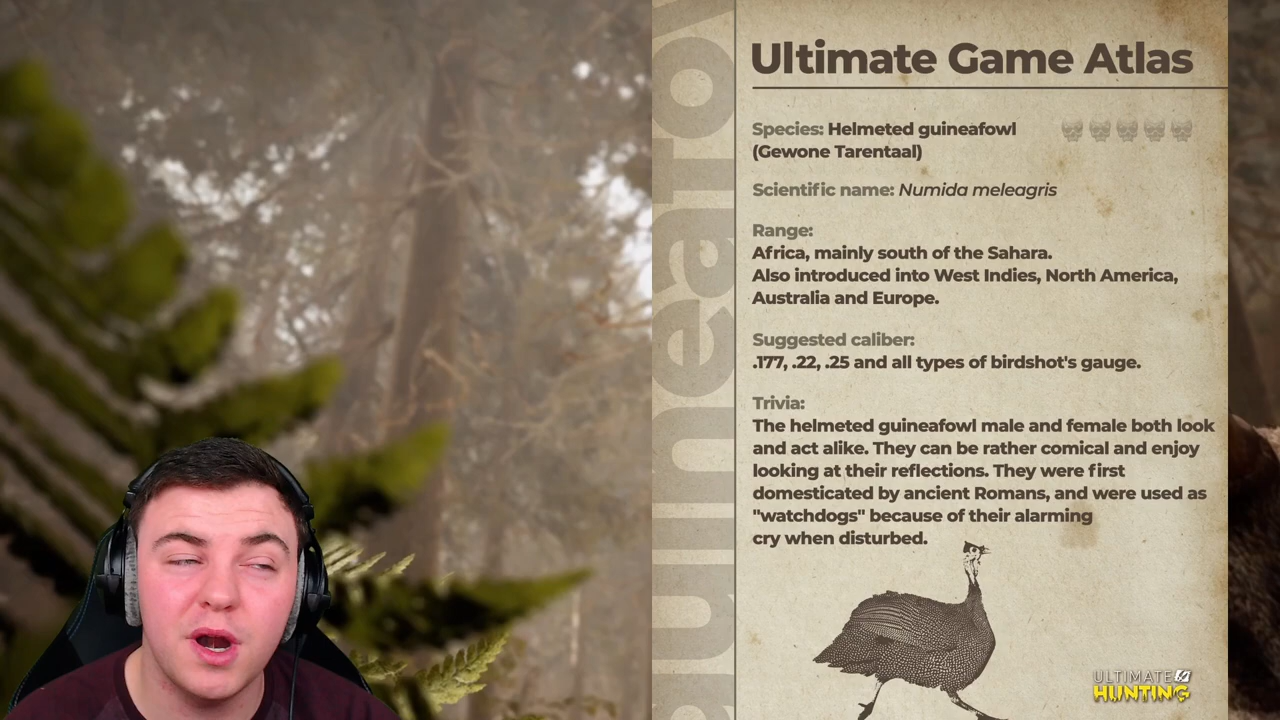 Ultimate Game Atlas
Species: Helmeted guineafowl
(Gewone Tarentaal)
Scientific name: Numida meleagris
Range:
Africa, mainly south of the Sahara.
Also introduced into West Indies, North America,
Australia and Europe.
Suggested caliber:
.177, .22, .25 and all types of birdshot's gauge.
Trivia:
The helmeted guineafowl male and female both look
and act alike. They can be rather comical and enjoy
looking at their reflections. They were first
domesticated by ancient Romans, and were used as
"watchdogs" because of their alarming
cry when disturbed.
ULTIMATE
HUNTING